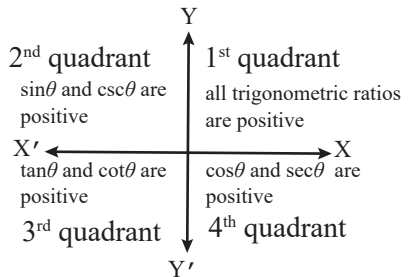 Y
2nd quadrant
sinθ and cscθ are
positive
1st quadrant
all trigonometric ratios
are positive
X′
X
tanθ and cotθ are
positive
3rd quadrant
cosθ and secθ are
positive
4th quadrant
Y′